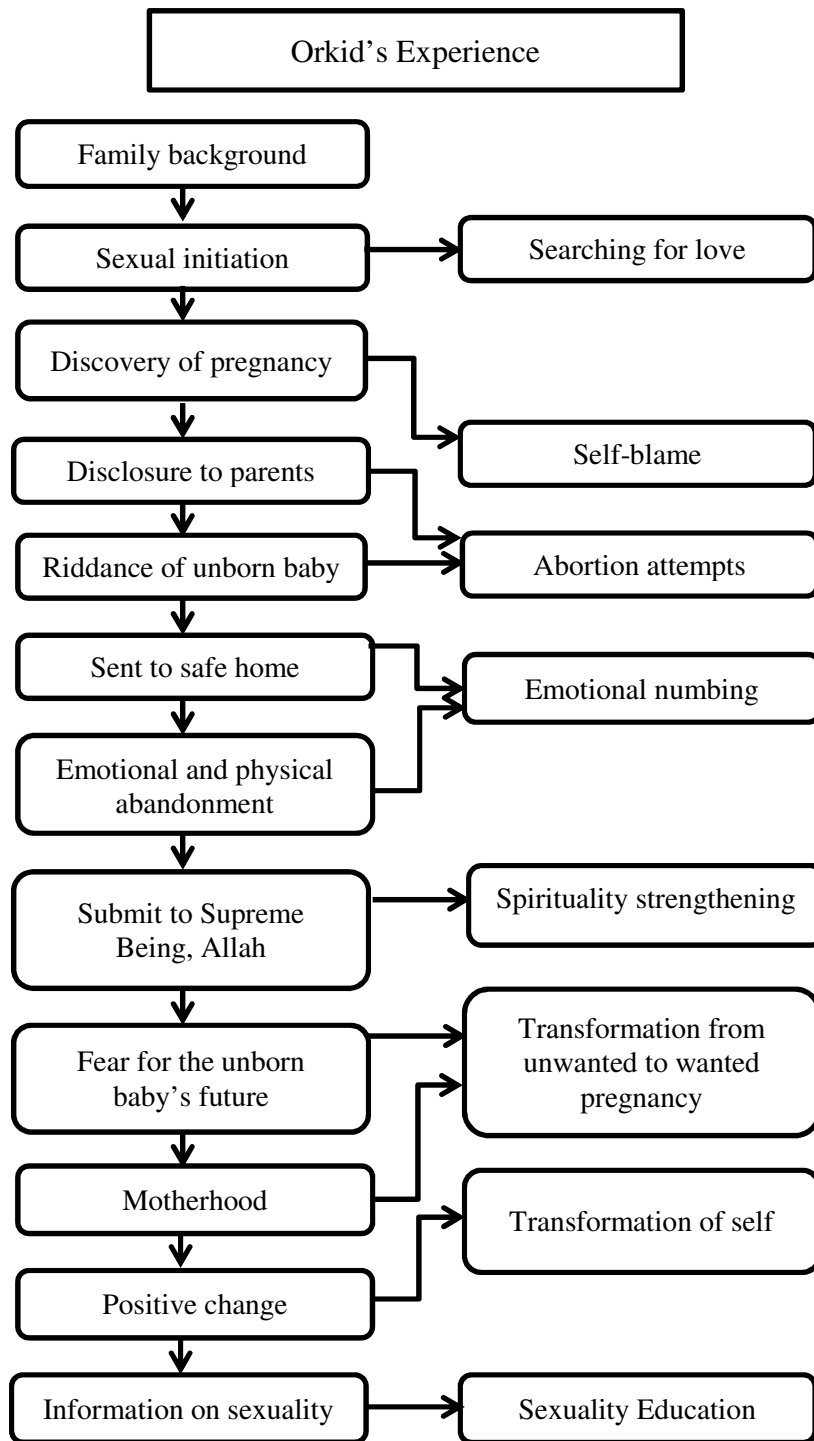 Orkid's Experience
Family background
Sexual initiation
Searching for love
Discovery of pregnancy
Self-blame
Disclosure to parents
Riddance of unborn baby
Abortion attempts
Sent to safe home
Emotional numbing
Emotional and physical
abandonment
Submit to Supreme
Being, Allah
Spirituality strengthening
Fear for the unborn
baby's future
Transformation from
unwanted to wanted
pregnancy
Motherhood
Transformation of self
Positive change
Information on sexuality
Sexuality Education